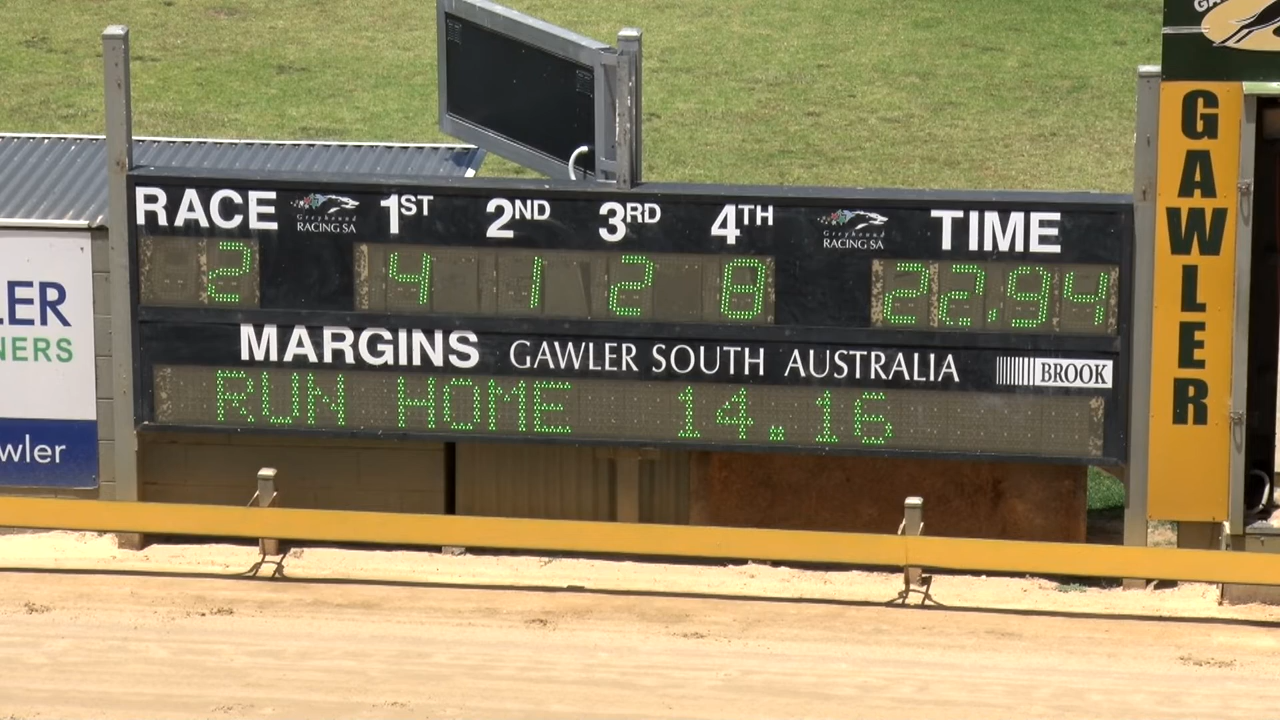 GA
RACE Greyhound RACING SA 1ST 2ND 3RD 4TH Greyhound RACING SA TIME
2 4 1 2 8 22.94
MARGINS GAWLER SOUTH AUSTRALIA BROOK
RUN HOME 14.16
GAWLER
LER
NERS
wler